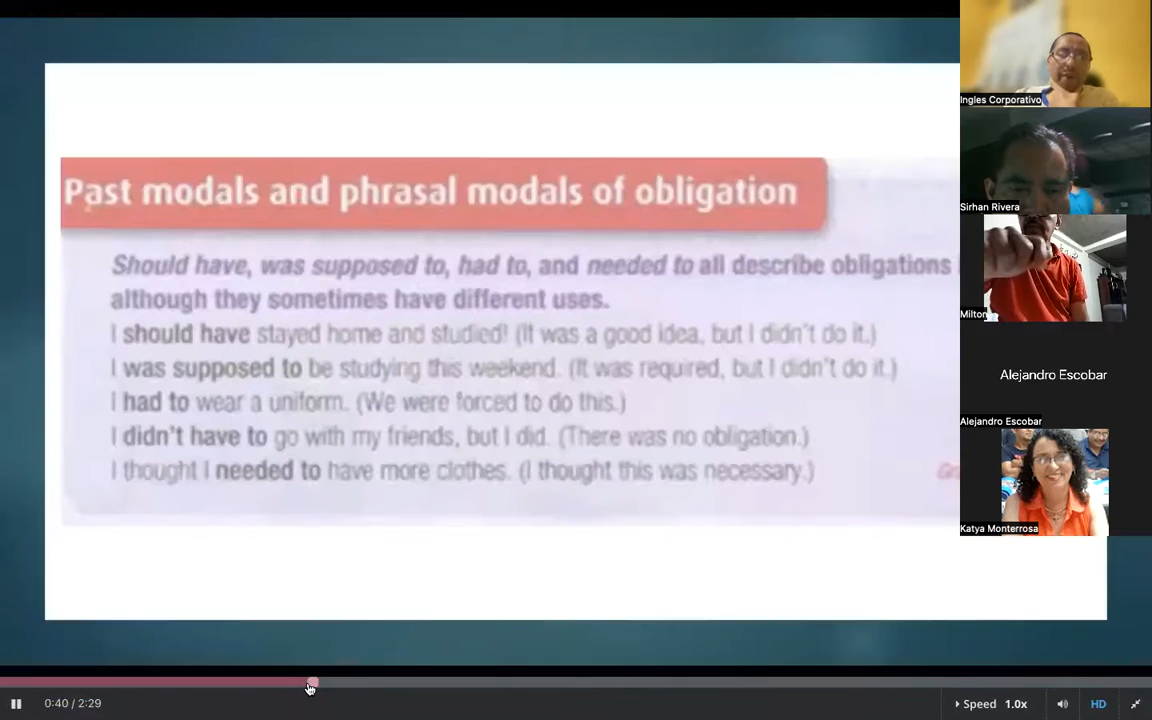 Past modals and phrasal modals of obligation
Should have, was supposed to, had to, and needed to all describe obligations
although they sometimes have different uses.
I should have stayed home and studied! (It was a good idea, but I didn't do it.)
I was supposed to be studying this weekend. (It was required, but I didn't do it.)
I had to wear a uniform. (We were forced to do this.)
I didn't have to go with my friends, but I did. (There was no obligation.)
I thought I needed to have more clothes. (I thought this was necessary.)
Ingles Corporativo
Sirhan Rivera
Milton
Alejandro Escobar
Alejandro Escobar
Katya Monterrosa
0:40 / 2:29
Speed 1.0x
HD